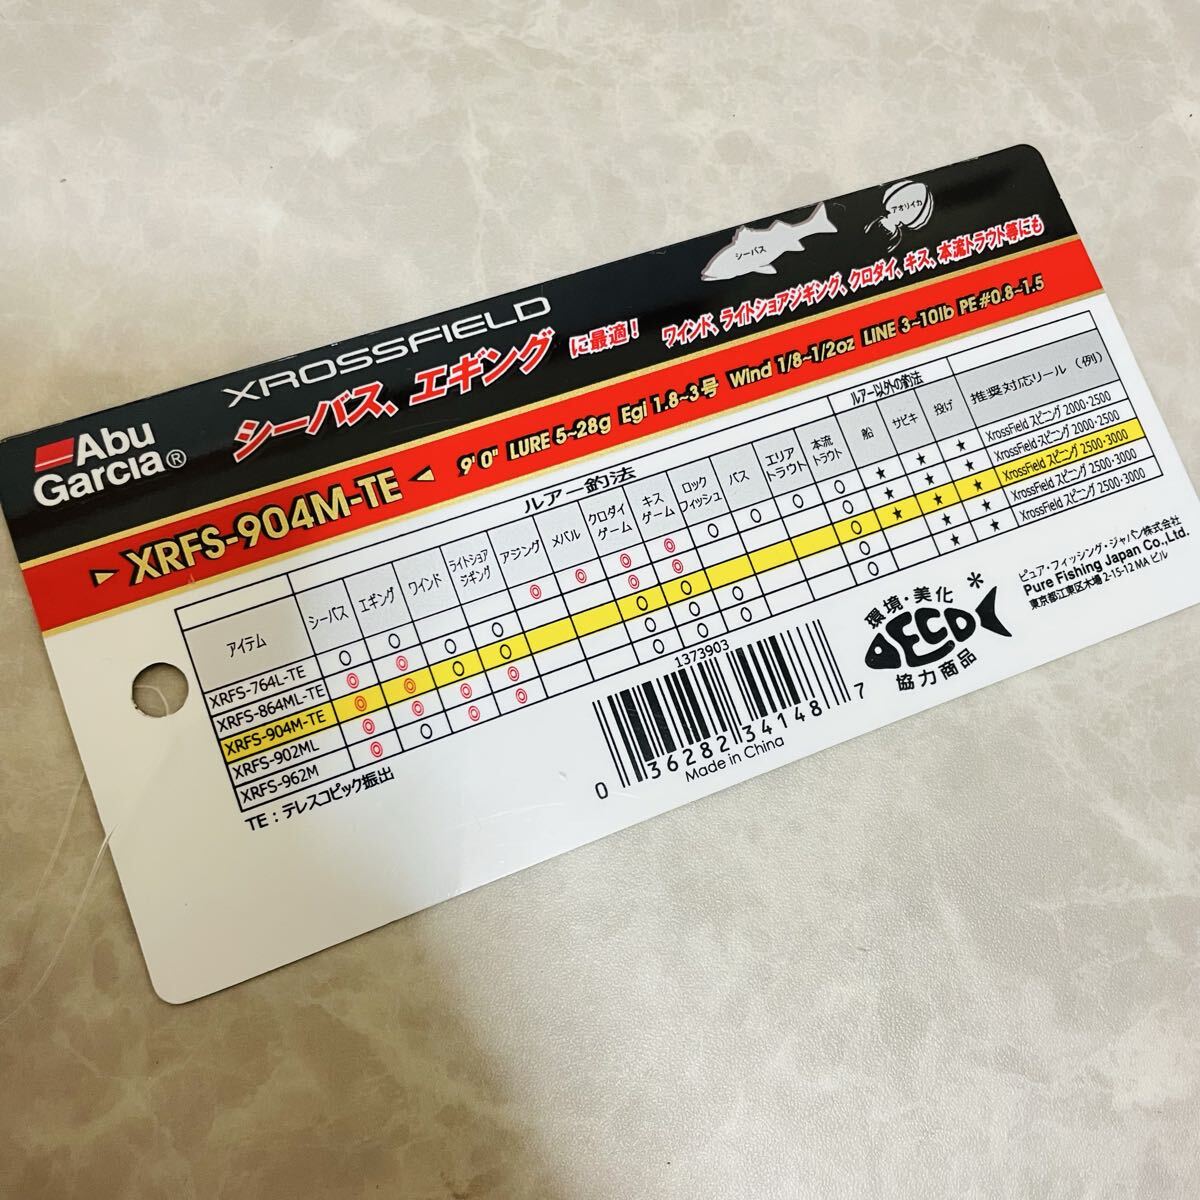 Abu
Garcia®
XROSSFIELD
シーバス、エギング に最適！
ワインド、ライトショアジギング、クロダイ、キス、本流トラウト等にも
シーバス
アオリイカ
XRFS-904M-TE
9'0" LURE 5~28g Egi 1.8~3号 Wind 1/8~1/2oz LINE 3~10lb PE#0.8~1.5
ルアー釣法 ルアー以外の釣法 推奨対応リール（例）
アイテム シーバス エギング ワインド ライトショアジギング アジング メバル クロダイゲーム キスゲーム ロックフィッシュ バス エリアトラウト 本流トラウト 船 サビキ 投げ
XRFS-764L-TE XrossField スピニング 2000・2500
XRFS-864ML-TE XrossField スピニング 2000・2500
XRFS-904M-TE XrossField スピニング 2500・3000
XRFS-902ML XrossField スピニング 2500・3000
XRFS-962M XrossField スピニング 2500・3000
TE：テレスコピック振出
1373903
0 36282 34148 7
Made in China
環境・美化
ECO
協力商品
ピュア・フィッシング・ジャパン株式会社
Pure Fishing Japan Co.,Ltd.
東京都江東区木場 2-15-12 MA ビル